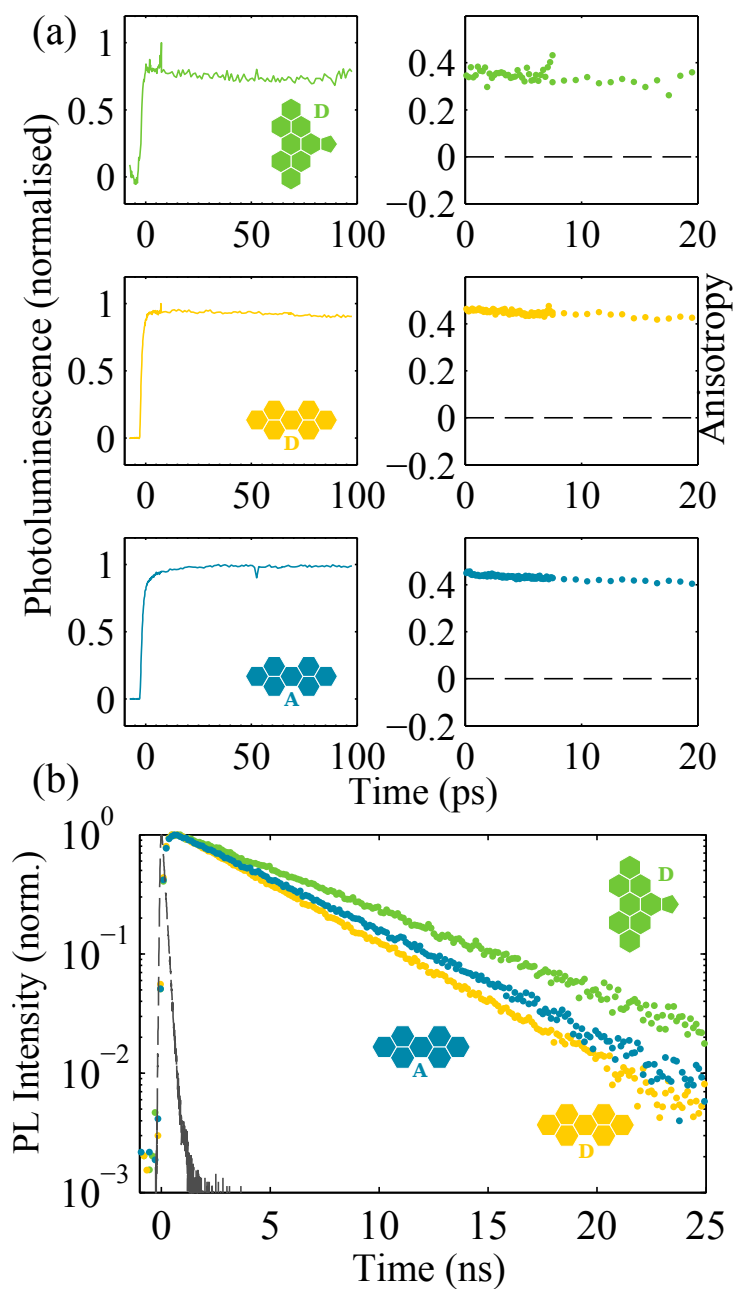 (a)
Photoluminescence (normalised)
1
0.5
0
D
0 50 100
0.4
0.2
0
−0.2
0 10 20
1
0.5
0
D
0 50 100
0.4
0.2
0
−0.2
0 10 20
Anisotropy
1
0.5
0
A
0 50 100
0.4
0.2
0
−0.2
0 10 20
Time (ps)
(b)
PL Intensity (norm.)
10^0
10^−1
10^−2
10^−3
D
A
D
0 5 10 15 20 25
Time (ns)